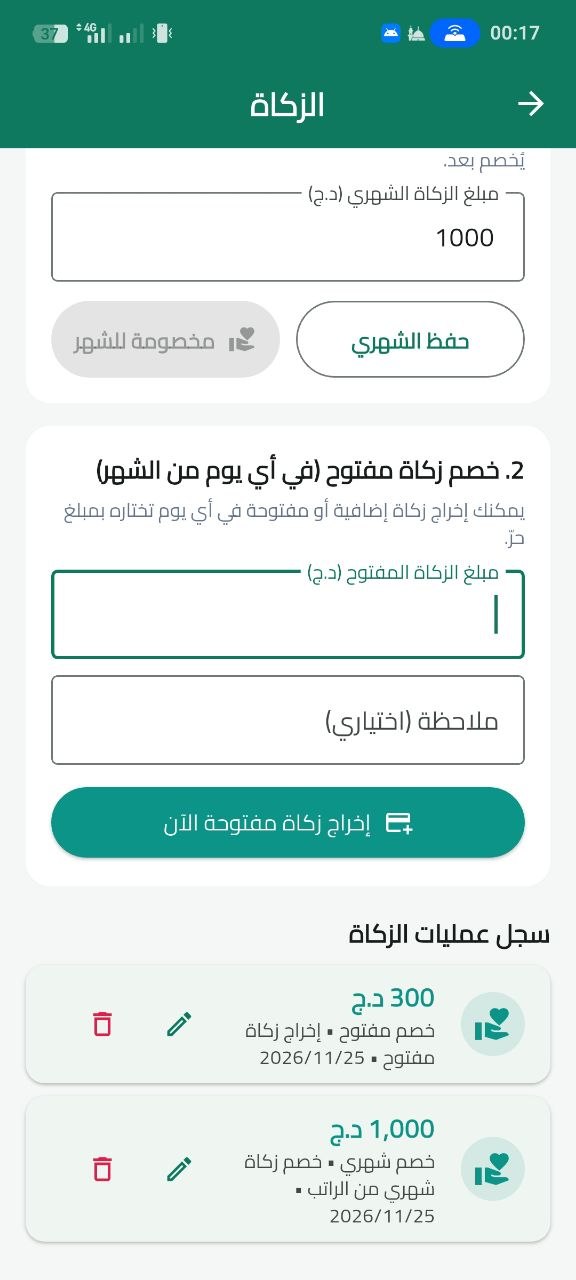 37 4G 00:17
الزكاة
يُخصم بعد.
مبلغ الزكاة الشهري (د.ج)
1000
حفظ الشهري
مخصومة للشهر
2. خصم زكاة مفتوح (في أي يوم من الشهر)
يمكنك إخراج زكاة إضافية أو مفتوحة في أي يوم تختاره بمبلغ
حرّ.
مبلغ الزكاة المفتوح (د.ج)
ملاحظة (اختياري)
إخراج زكاة مفتوحة الآن
سجل عمليات الزكاة
300 د.ج
خصم مفتوح • إخراج زكاة
مفتوح • 2026/11/25
1,000 د.ج
خصم شهري • خصم زكاة
شهري من الراتب •
2026/11/25